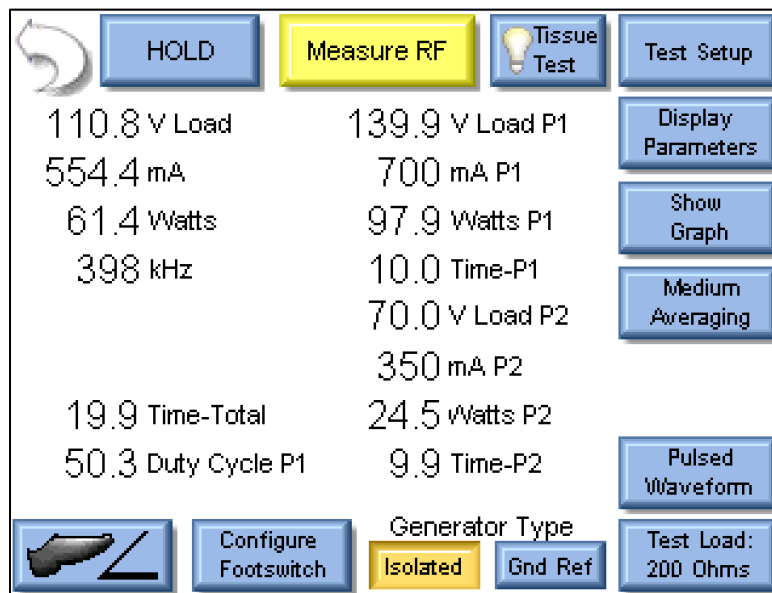 HOLD
Measure RF
Tissue
Test
Test Setup
110.8 V Load
139.9 V Load P1
Display
Parameters
554.4 mA
700 mA P1
61.4 Watts
97.9 Watts P1
Show
Graph
398 kHz
10.0 Time-P1
70.0 V Load P2
Medium
Averaging
350 mA P2
19.9 Time-Total
24.5 Watts P2
50.3 Duty Cycle P1
9.9 Time-P2
Pulsed
Waveform
Configure
Footswitch
Generator Type
Isolated
Gnd Ref
Test Load:
200 Ohms